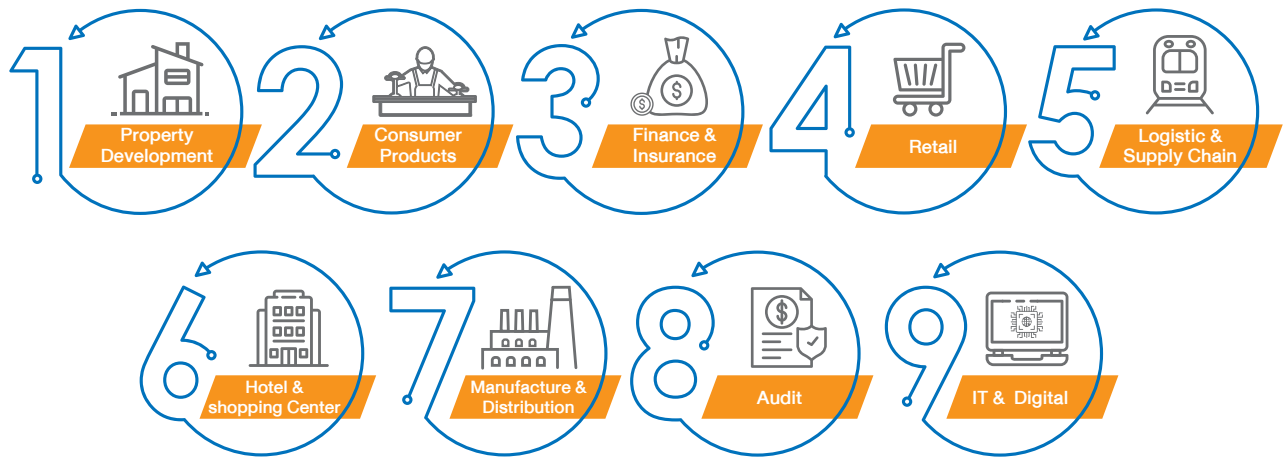 1
Property
Development
2
Consumer
Products
3
$
$
Finance &
Insurance
4
Retail
5
Logistic &
Supply Chain
6
Hotel &
shopping Center
7
Manufacture &
Distribution
8
$
Audit
9
IT & Digital